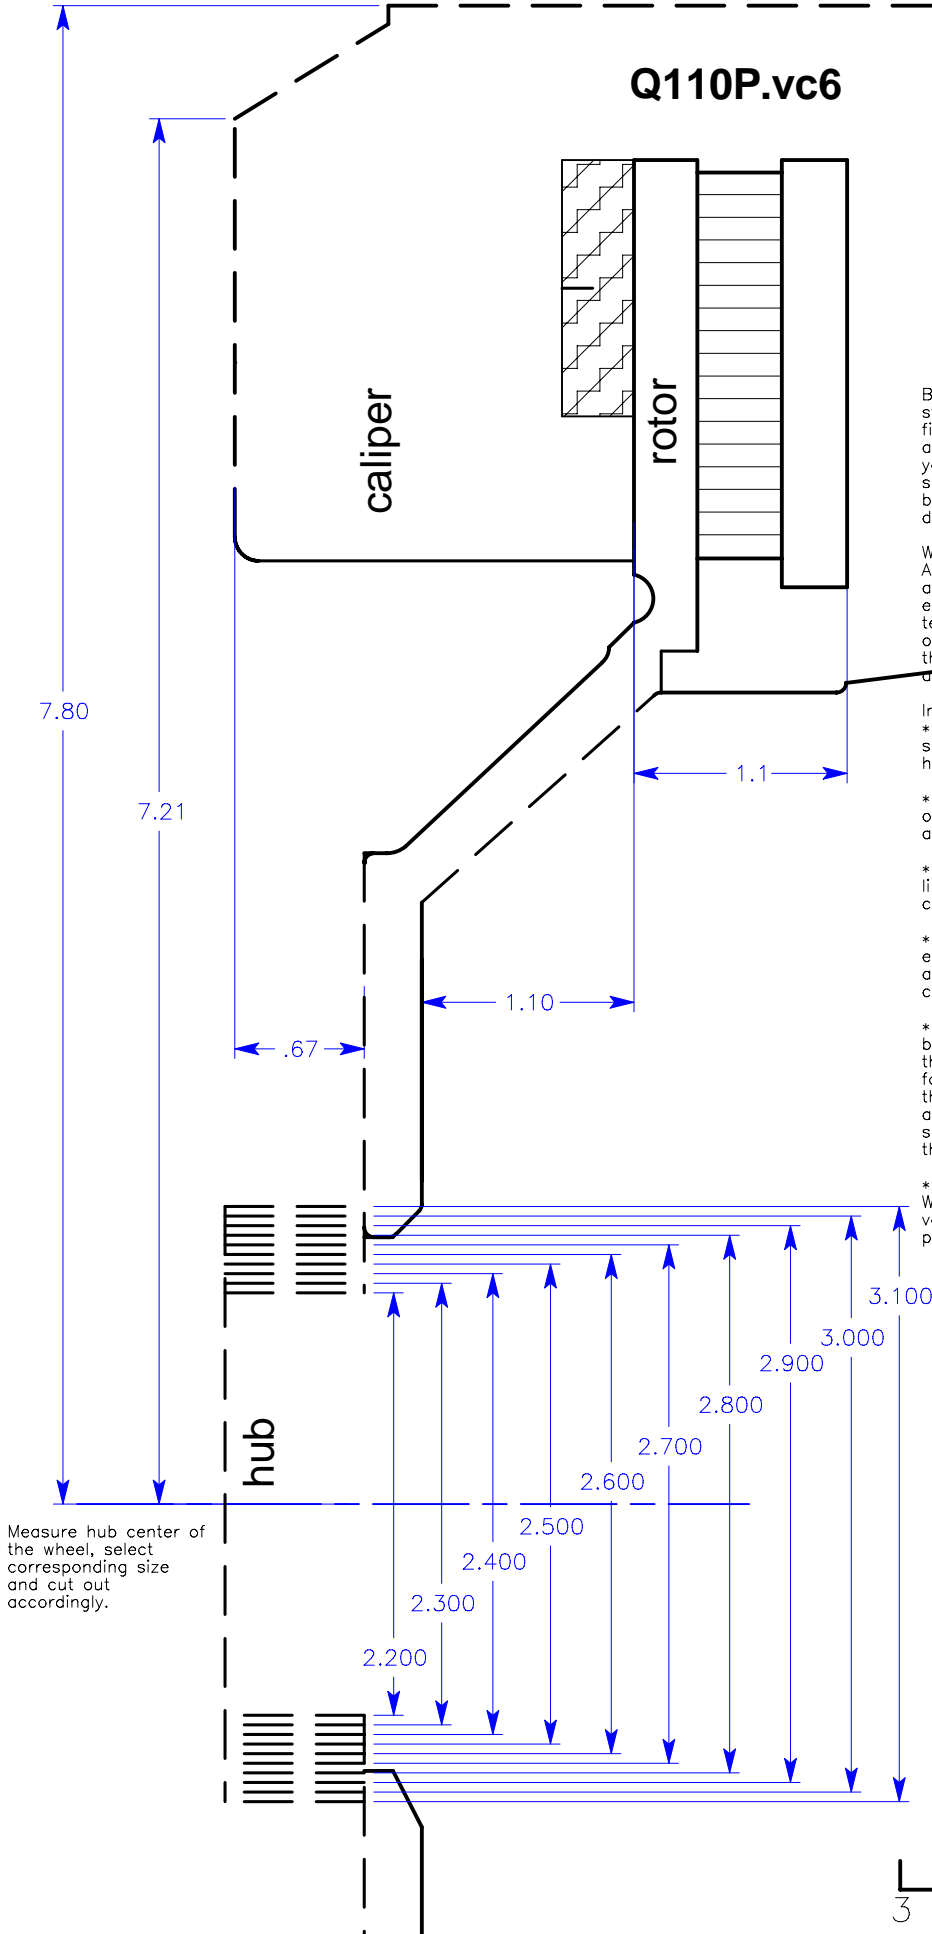 Q110P.vc6
caliper
rotor
7.80
7.21
1.1
1.10
.67
3.100
3.000
2.900
2.800
2.700
2.600
2.500
2.400
2.300
2.200
hub
Measure hub center of
the wheel, select
corresponding size
and cut out
accordingly.
3